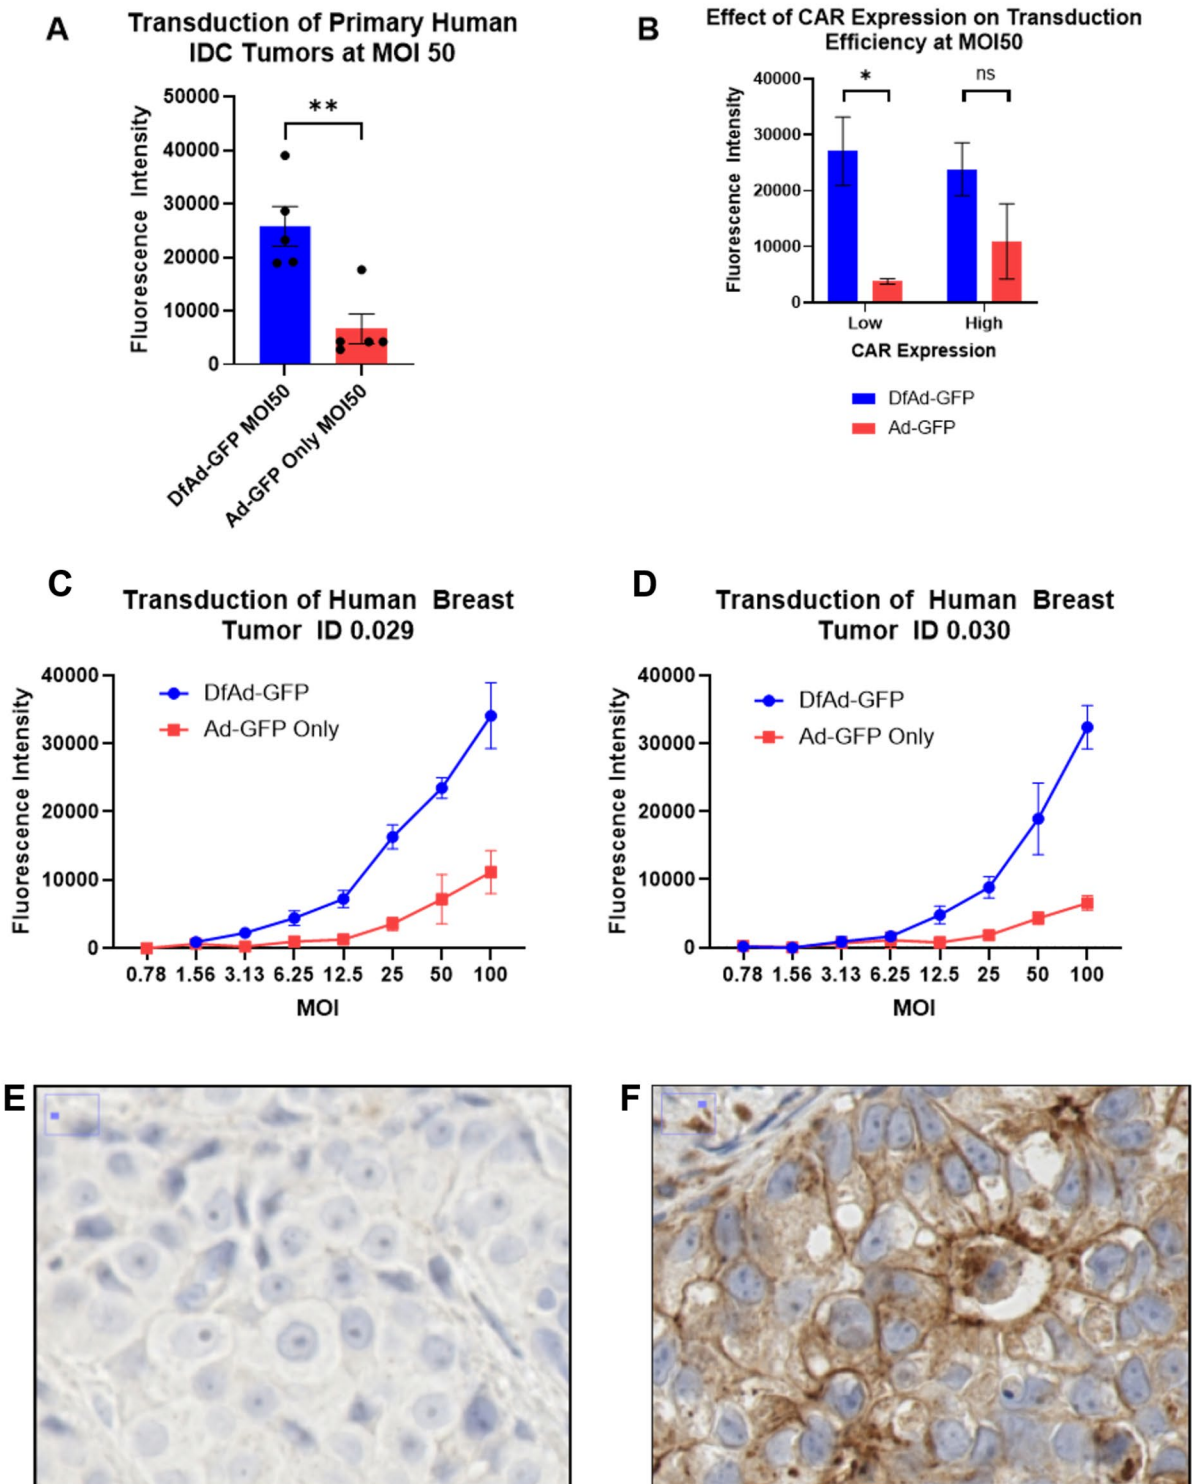 A
Transduction of Primary Human
IDC Tumors at MOI 50
50000
40000
30000
20000
10000
0
Fluorescence Intensity
**
DfAd-GFP MOI50
Ad-GFP Only MOI50
B
Effect of CAR Expression on Transduction
Efficiency at MOI50
40000
30000
20000
10000
0
Fluorescence Intensity
*
ns
Low
High
CAR Expression
DfAd-GFP
Ad-GFP
C
Transduction of Human Breast
Tumor ID 0.029
40000
30000
20000
10000
0
Fluorescence Intensity
DfAd-GFP
Ad-GFP Only
0.78 1.56 3.13 6.25 12.5 25 50 100
MOI
D
Transduction of Human Breast
Tumor ID 0.030
40000
30000
20000
10000
0
Fluorescence Intensity
DfAd-GFP
Ad-GFP Only
0.78 1.56 3.13 6.25 12.5 25 50 100
MOI
E
F